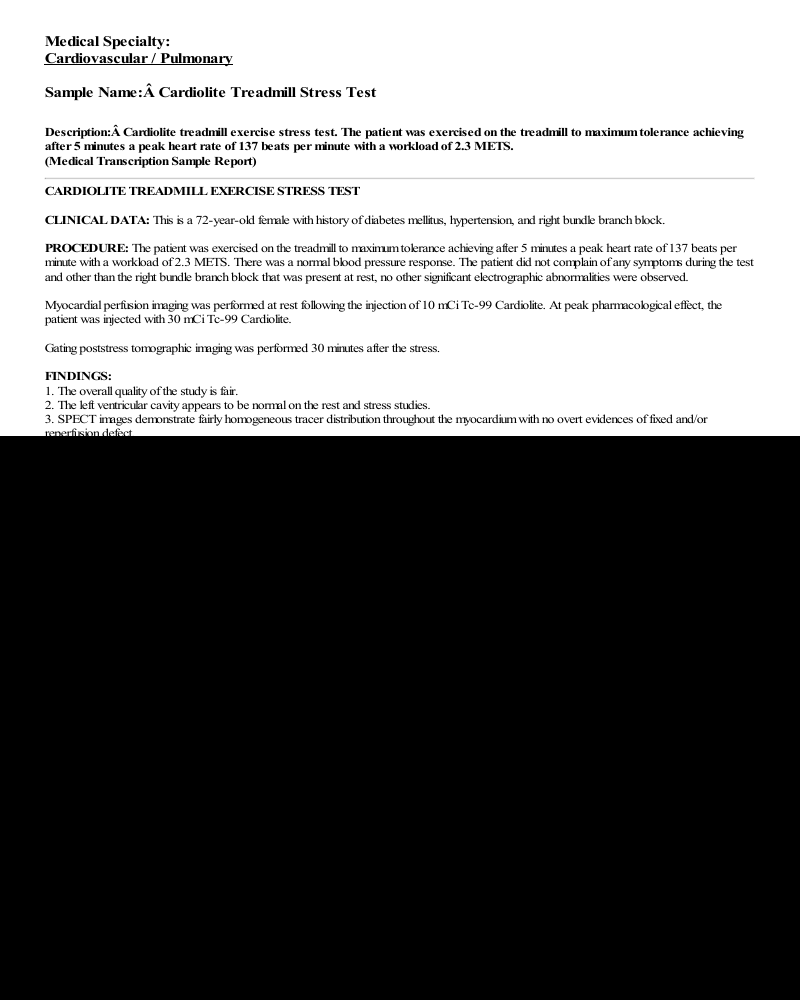 Medical Specialty:
Cardiovascular / Pulmonary
Sample Name:Â Cardiolite Treadmill Stress Test
Description:Â Cardiolite treadmill exercise stress test. The patient was exercised on the treadmill to maximum tolerance achieving
after 5 minutes a peak heart rate of 137 beats per minute with a workload of 2.3 METS.
(Medical Transcription Sample Report)
CARDIOLITE TREADMILL EXERCISE STRESS TEST
CLINICAL DATA: This is a 72-year-old female with history of diabetes mellitus, hypertension, and right bundle branch block.
PROCEDURE: The patient was exercised on the treadmill to maximum tolerance achieving after 5 minutes a peak heart rate of 137 beats per
minute with a workload of 2.3 METS. There was a normal blood pressure response. The patient did not complain of any symptoms during the test
and other than the right bundle branch block that was present at rest, no other significant electrographic abnormalities were observed.
Myocardial perfusion imaging was performed at rest following the injection of 10 mCi Tc-99 Cardiolite. At peak pharmacological effect, the
patient was injected with 30 mCi Tc-99 Cardiolite.
Gating poststress tomographic imaging was performed 30 minutes after the stress.
FINDINGS:
1. The overall quality of the study is fair.
2. The left ventricular cavity appears to be normal on the rest and stress studies.
3. SPECT images demonstrate fairly homogeneous tracer distribution throughout the myocardium with no overt evidences of fixed and/or
reperfusion defect